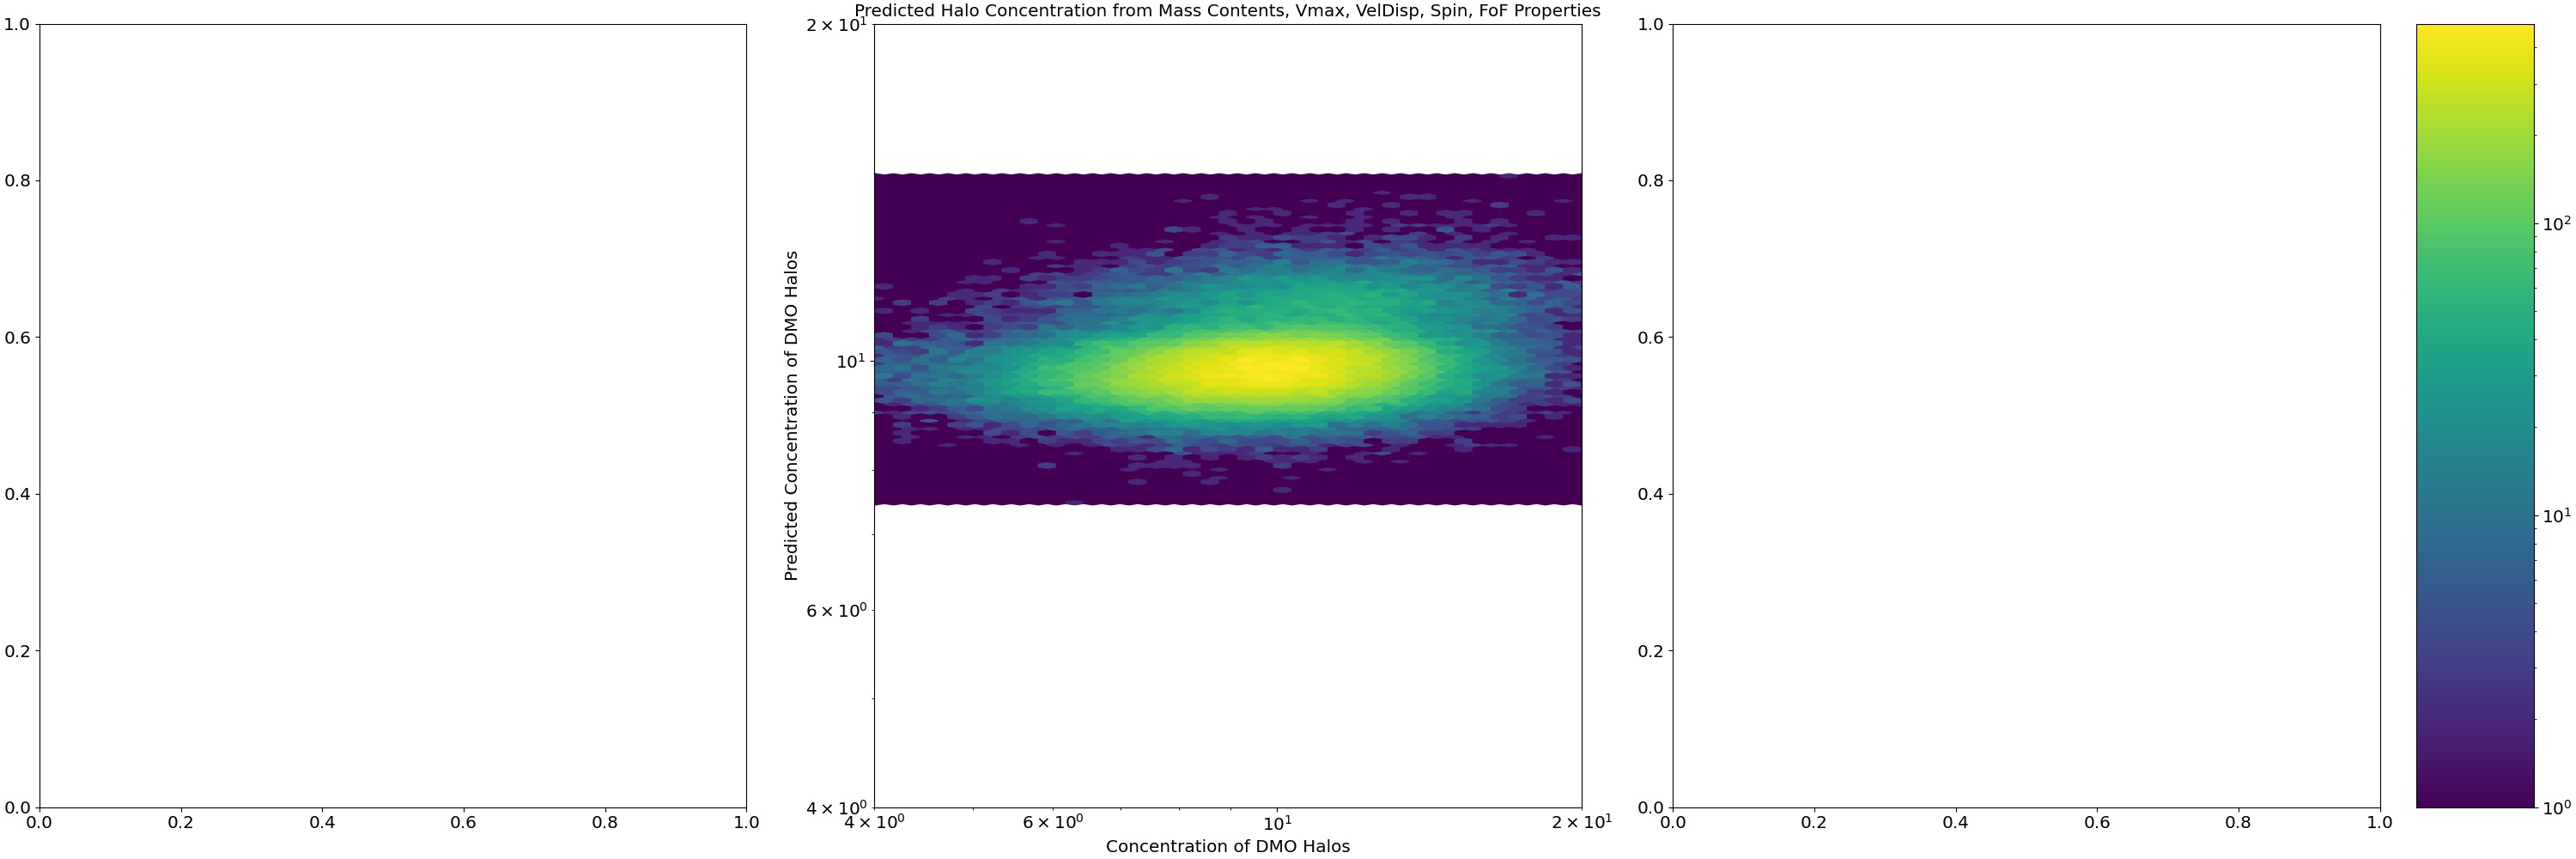 Predicted Halo Concentration from Mass Contents, Vmax, VelDisp, Spin, FoF Properties
1.0
0.8
0.6
0.4
0.2
0.0
0.0 0.2 0.4 0.6 0.8 1.0
Predicted Concentration of DMO Halos
2 × 10¹
10¹
6 × 10⁰
4 × 10⁰
4 × 10⁰ 6 × 10⁰ 10¹ 2 × 10¹
Concentration of DMO Halos
1.0
0.8
0.6
0.4
0.2
0.0
0.0 0.2 0.4 0.6 0.8 1.0
10²
10¹
10⁰